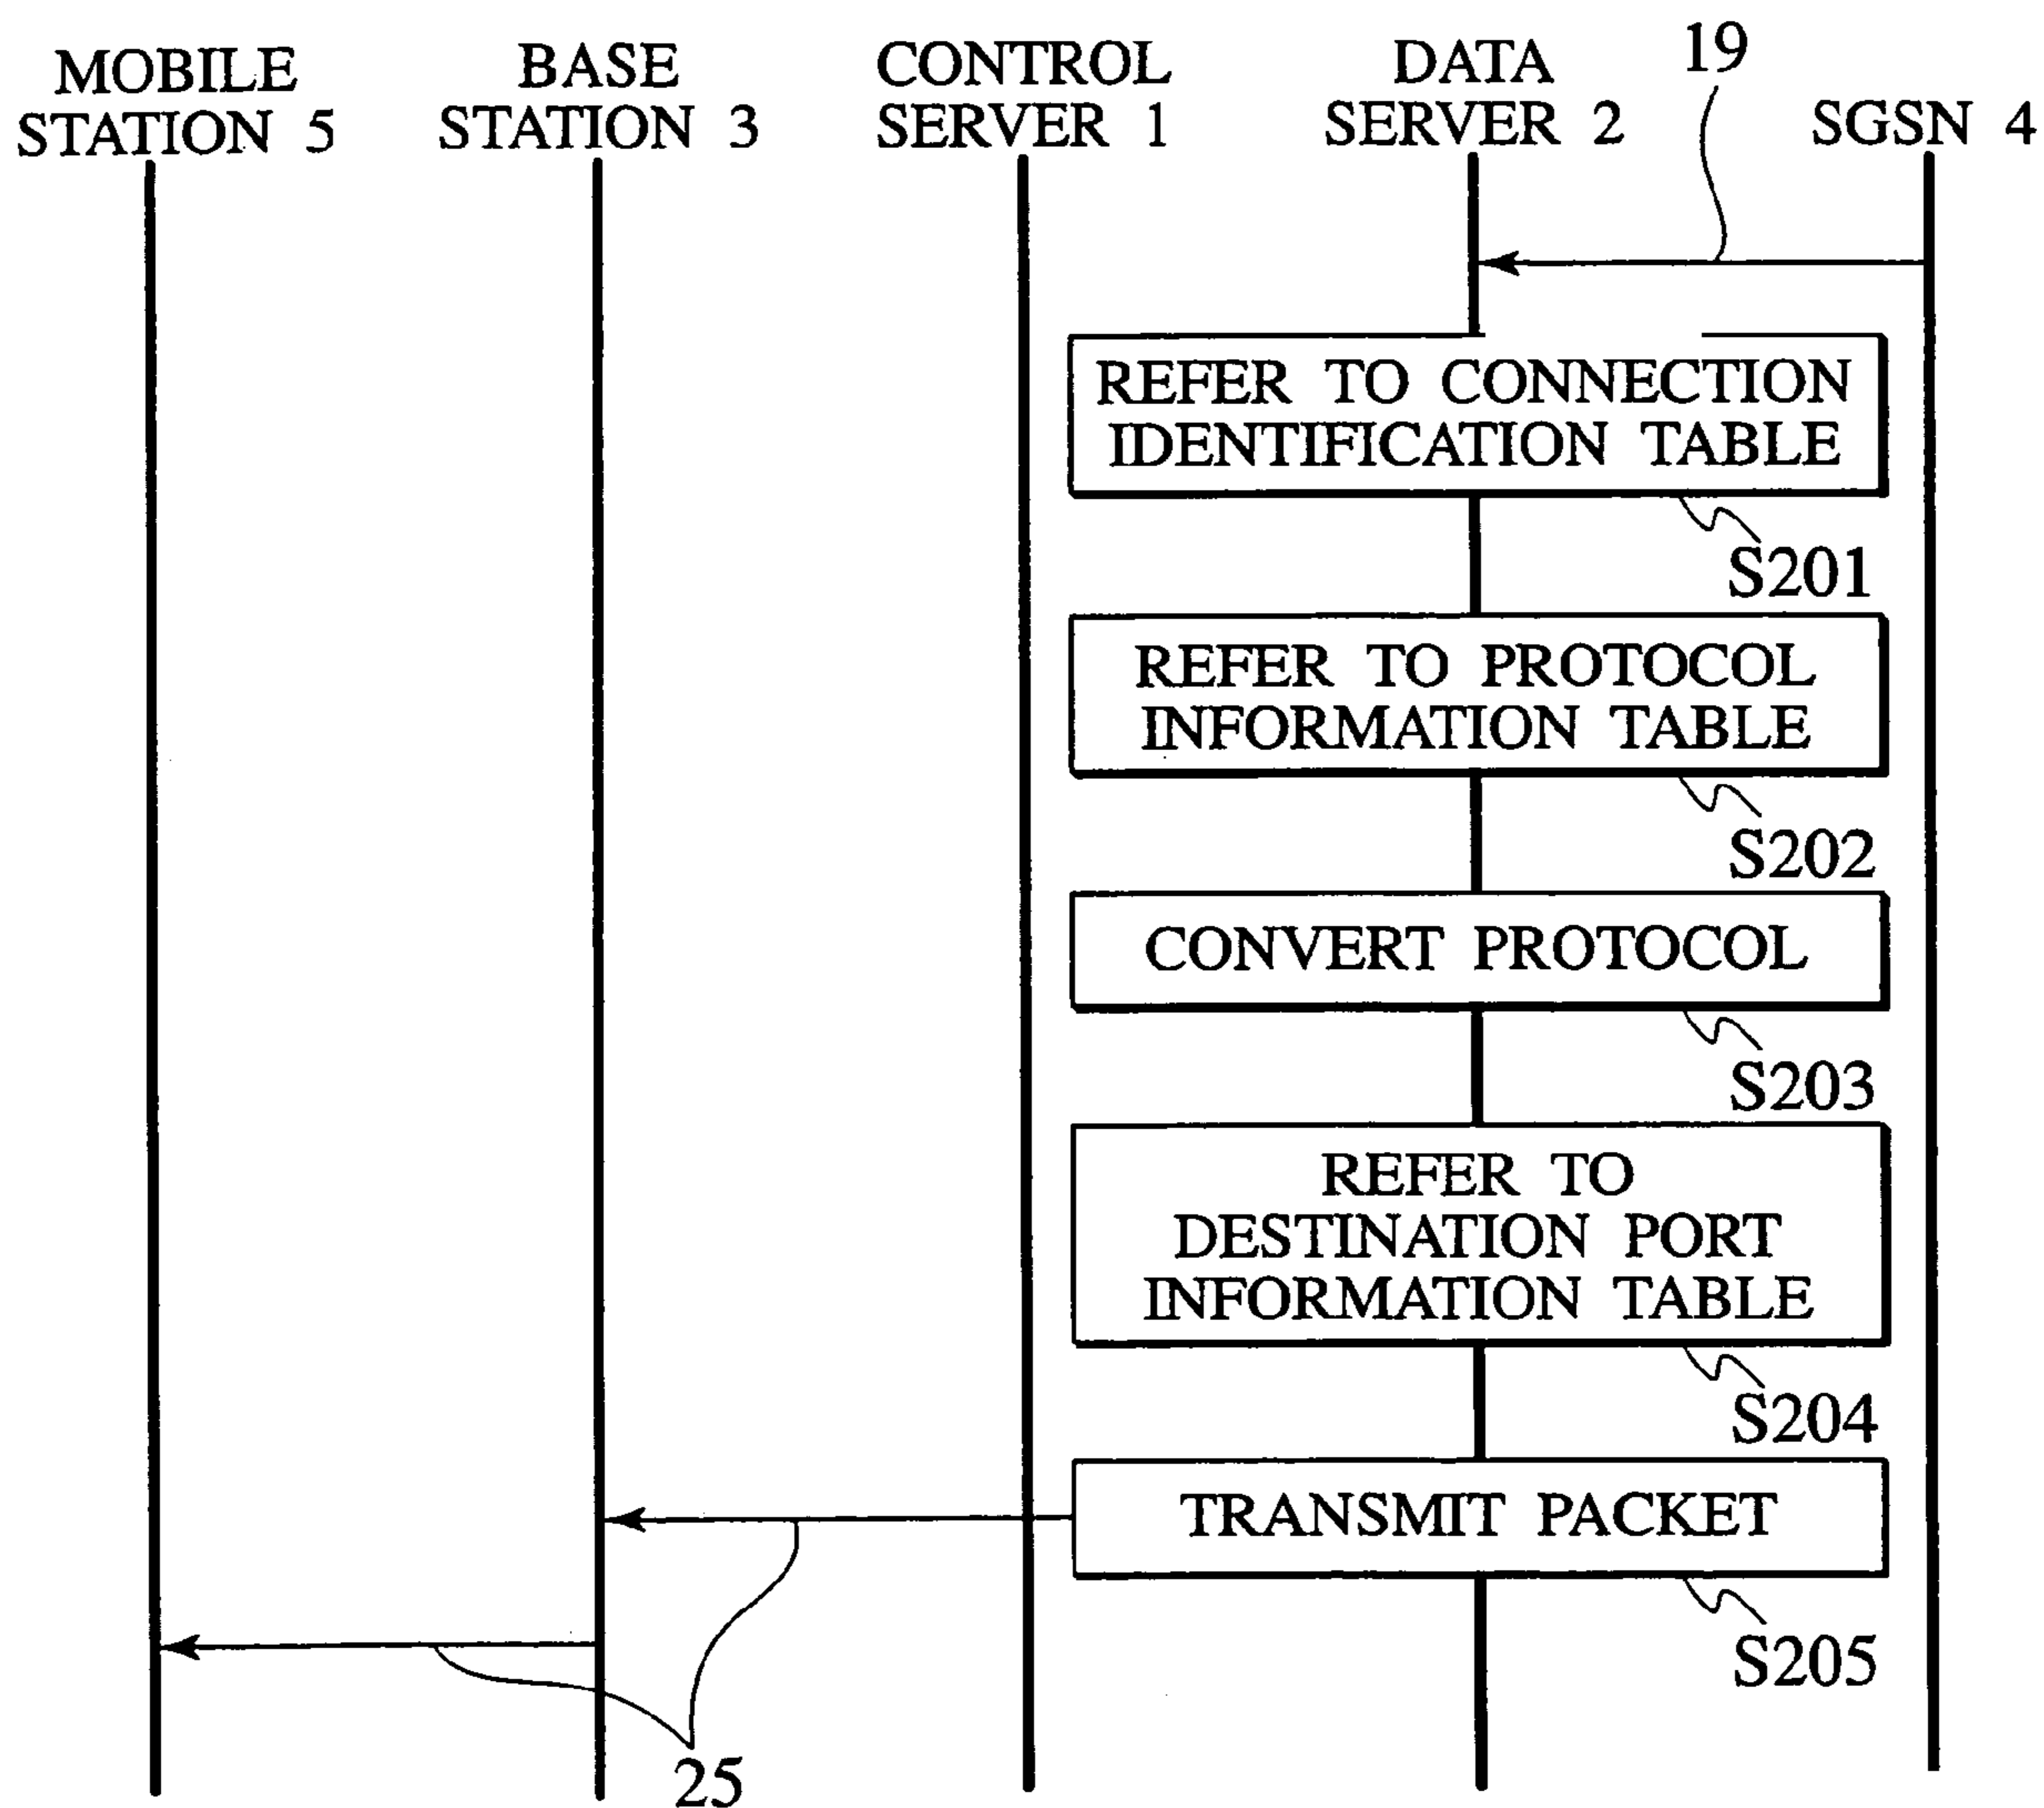 MOBILE
STATION 5
BASE
STATION 3
CONTROL
SERVER 1
DATA
SERVER 2
19
SGSN 4
REFER TO CONNECTION
IDENTIFICATION TABLE
S201
REFER TO PROTOCOL
INFORMATION TABLE
S202
CONVERT PROTOCOL
S203
REFER TO
DESTINATION PORT
INFORMATION TABLE
S204
TRANSMIT PACKET
S205
25